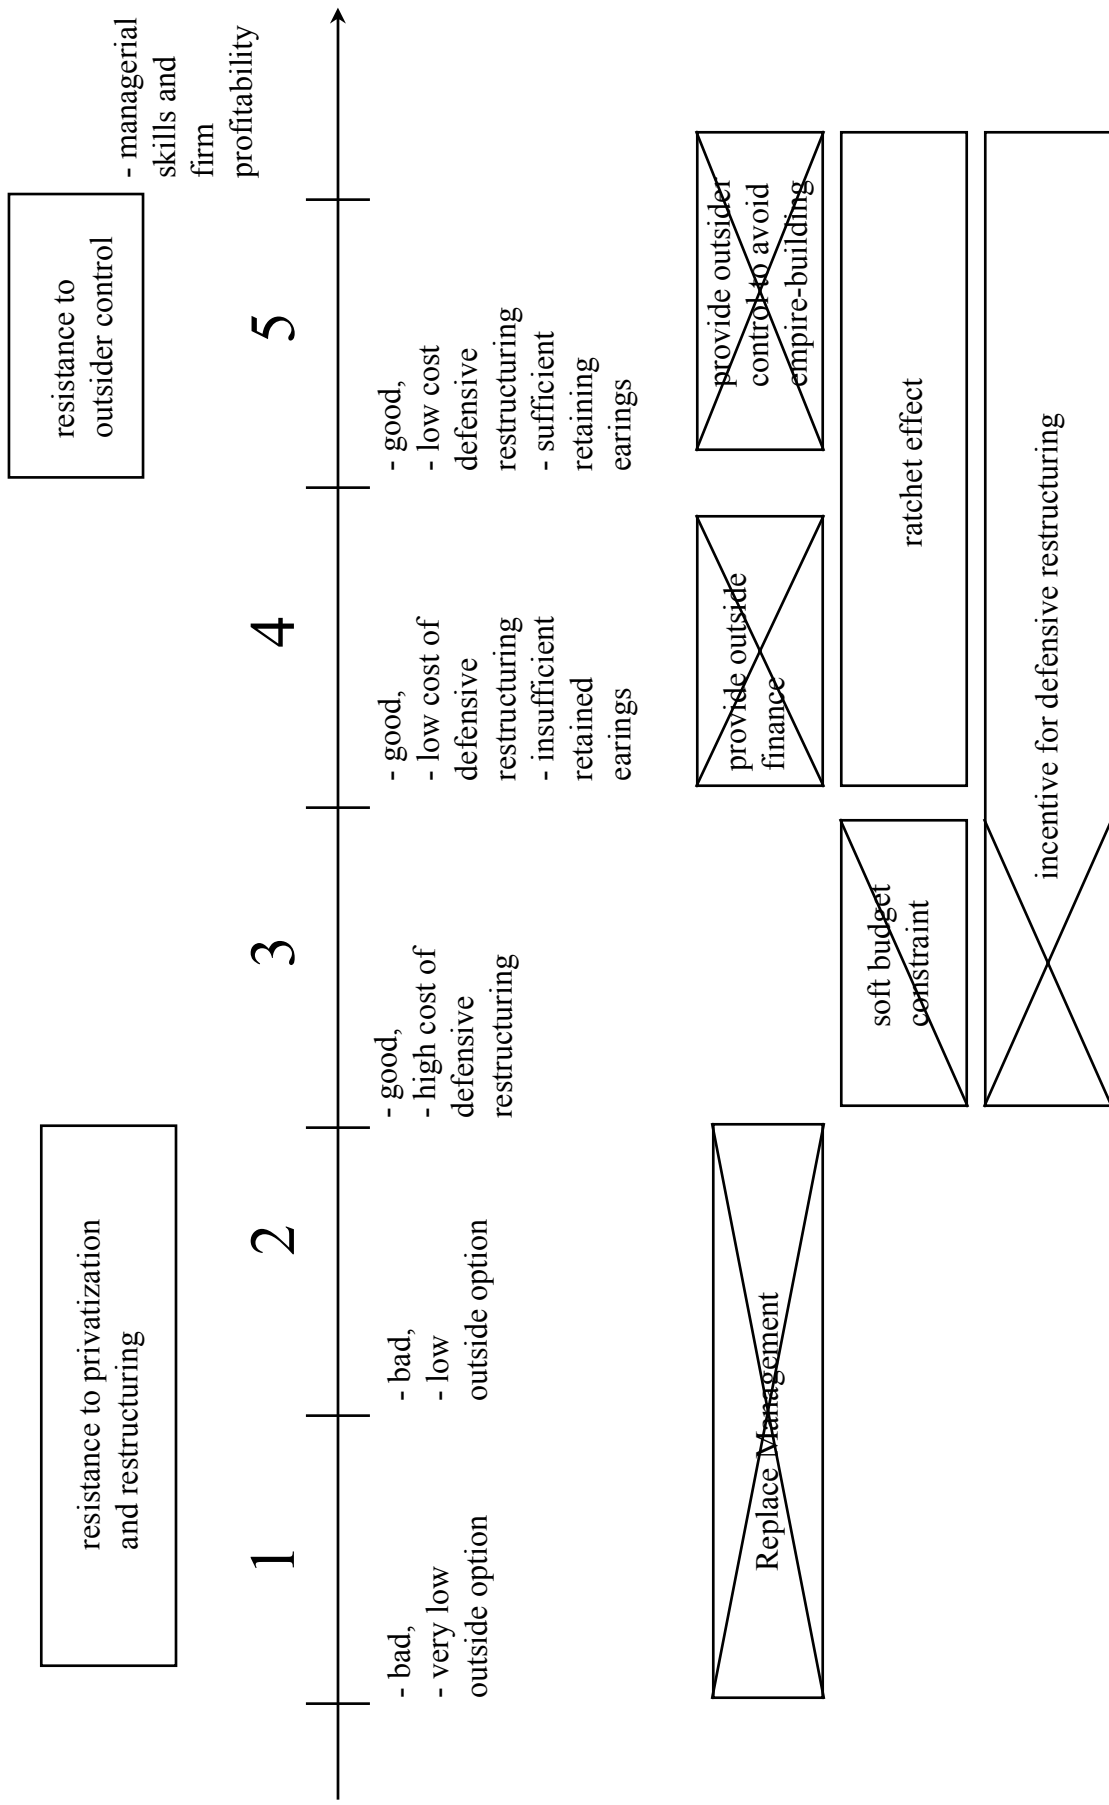 resistance to privatization
and restructuring
resistance to
outsider control
- managerial
skills and
firm
profitability
1
2
3
4
5
- bad,
- very low
outside option
- bad,
- low
outside option
- good,
- high cost of
defensive
restructuring
- good,
- low cost of
defensive
restructuring
- insufficient
retained
earings
- good,
- low cost
defensive
restructuring
- sufficient
retaining
earings
Replace Management
provide outside
finance
provide outsider
control to avoid
empire-building
soft budget
constraint
ratchet effect
incentive for defensive restructuring